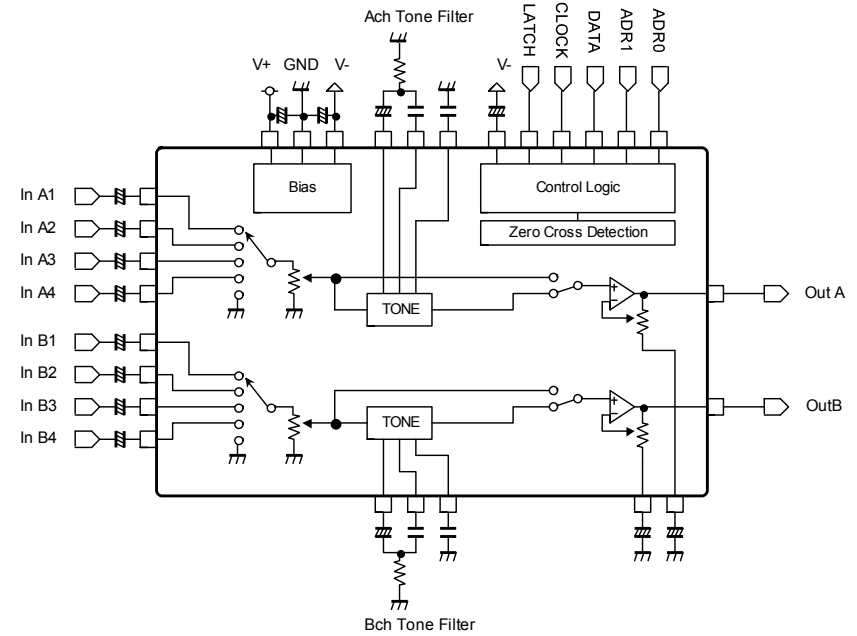 Ach Tone Filter
V+ GND V-
V-
LATCH
CLOCK
DATA
ADR1
ADR0
Bias
Control Logic
Zero Cross Detection
In A1
In A2
In A3
In A4
TONE
+
-
Out A
In B1
In B2
In B3
In B4
TONE
+
-
OutB
Bch Tone Filter